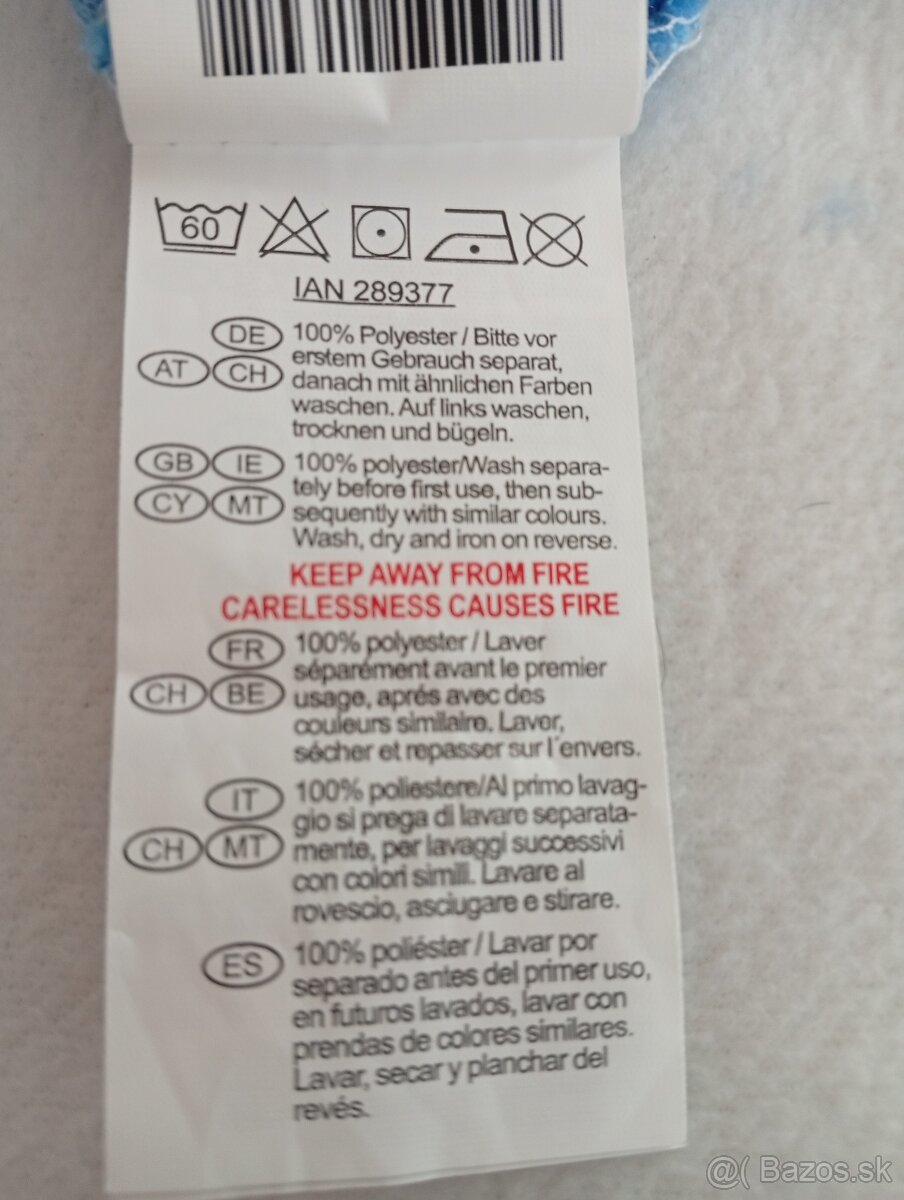 60
IAN 289377
DE 100% Polyester / Bitte vor
erstem Gebrauch separat,
AT CH danach mit ähnlichen Farben
waschen. Auf links waschen,
trocknen und bügeln.
GB IE 100% polyester/Wash separa-
tely before first use, then sub-
CY MT sequently with similar colours.
Wash, dry and iron on reverse.
KEEP AWAY FROM FIRE
CARELESSNESS CAUSES FIRE
FR 100% polyester / Laver
séparément avant le premier
CH BE usage, aprés avec des
couleurs similaire. Laver,
sécher et repasser sur l´envers.
IT 100% poliestere/Al primo lavag-
gio si prega di lavare separata-
CH MT mente, per lavaggi successivi
con colori simili. Lavare al
rovescio, asciugare e stirare.
ES 100% poliéster / Lavar por
separado antes del primer uso,
en futuros lavados, lavar con
prendas de colores similares.
Lavar, secar y planchar del
revés.
@( Bazos.sk